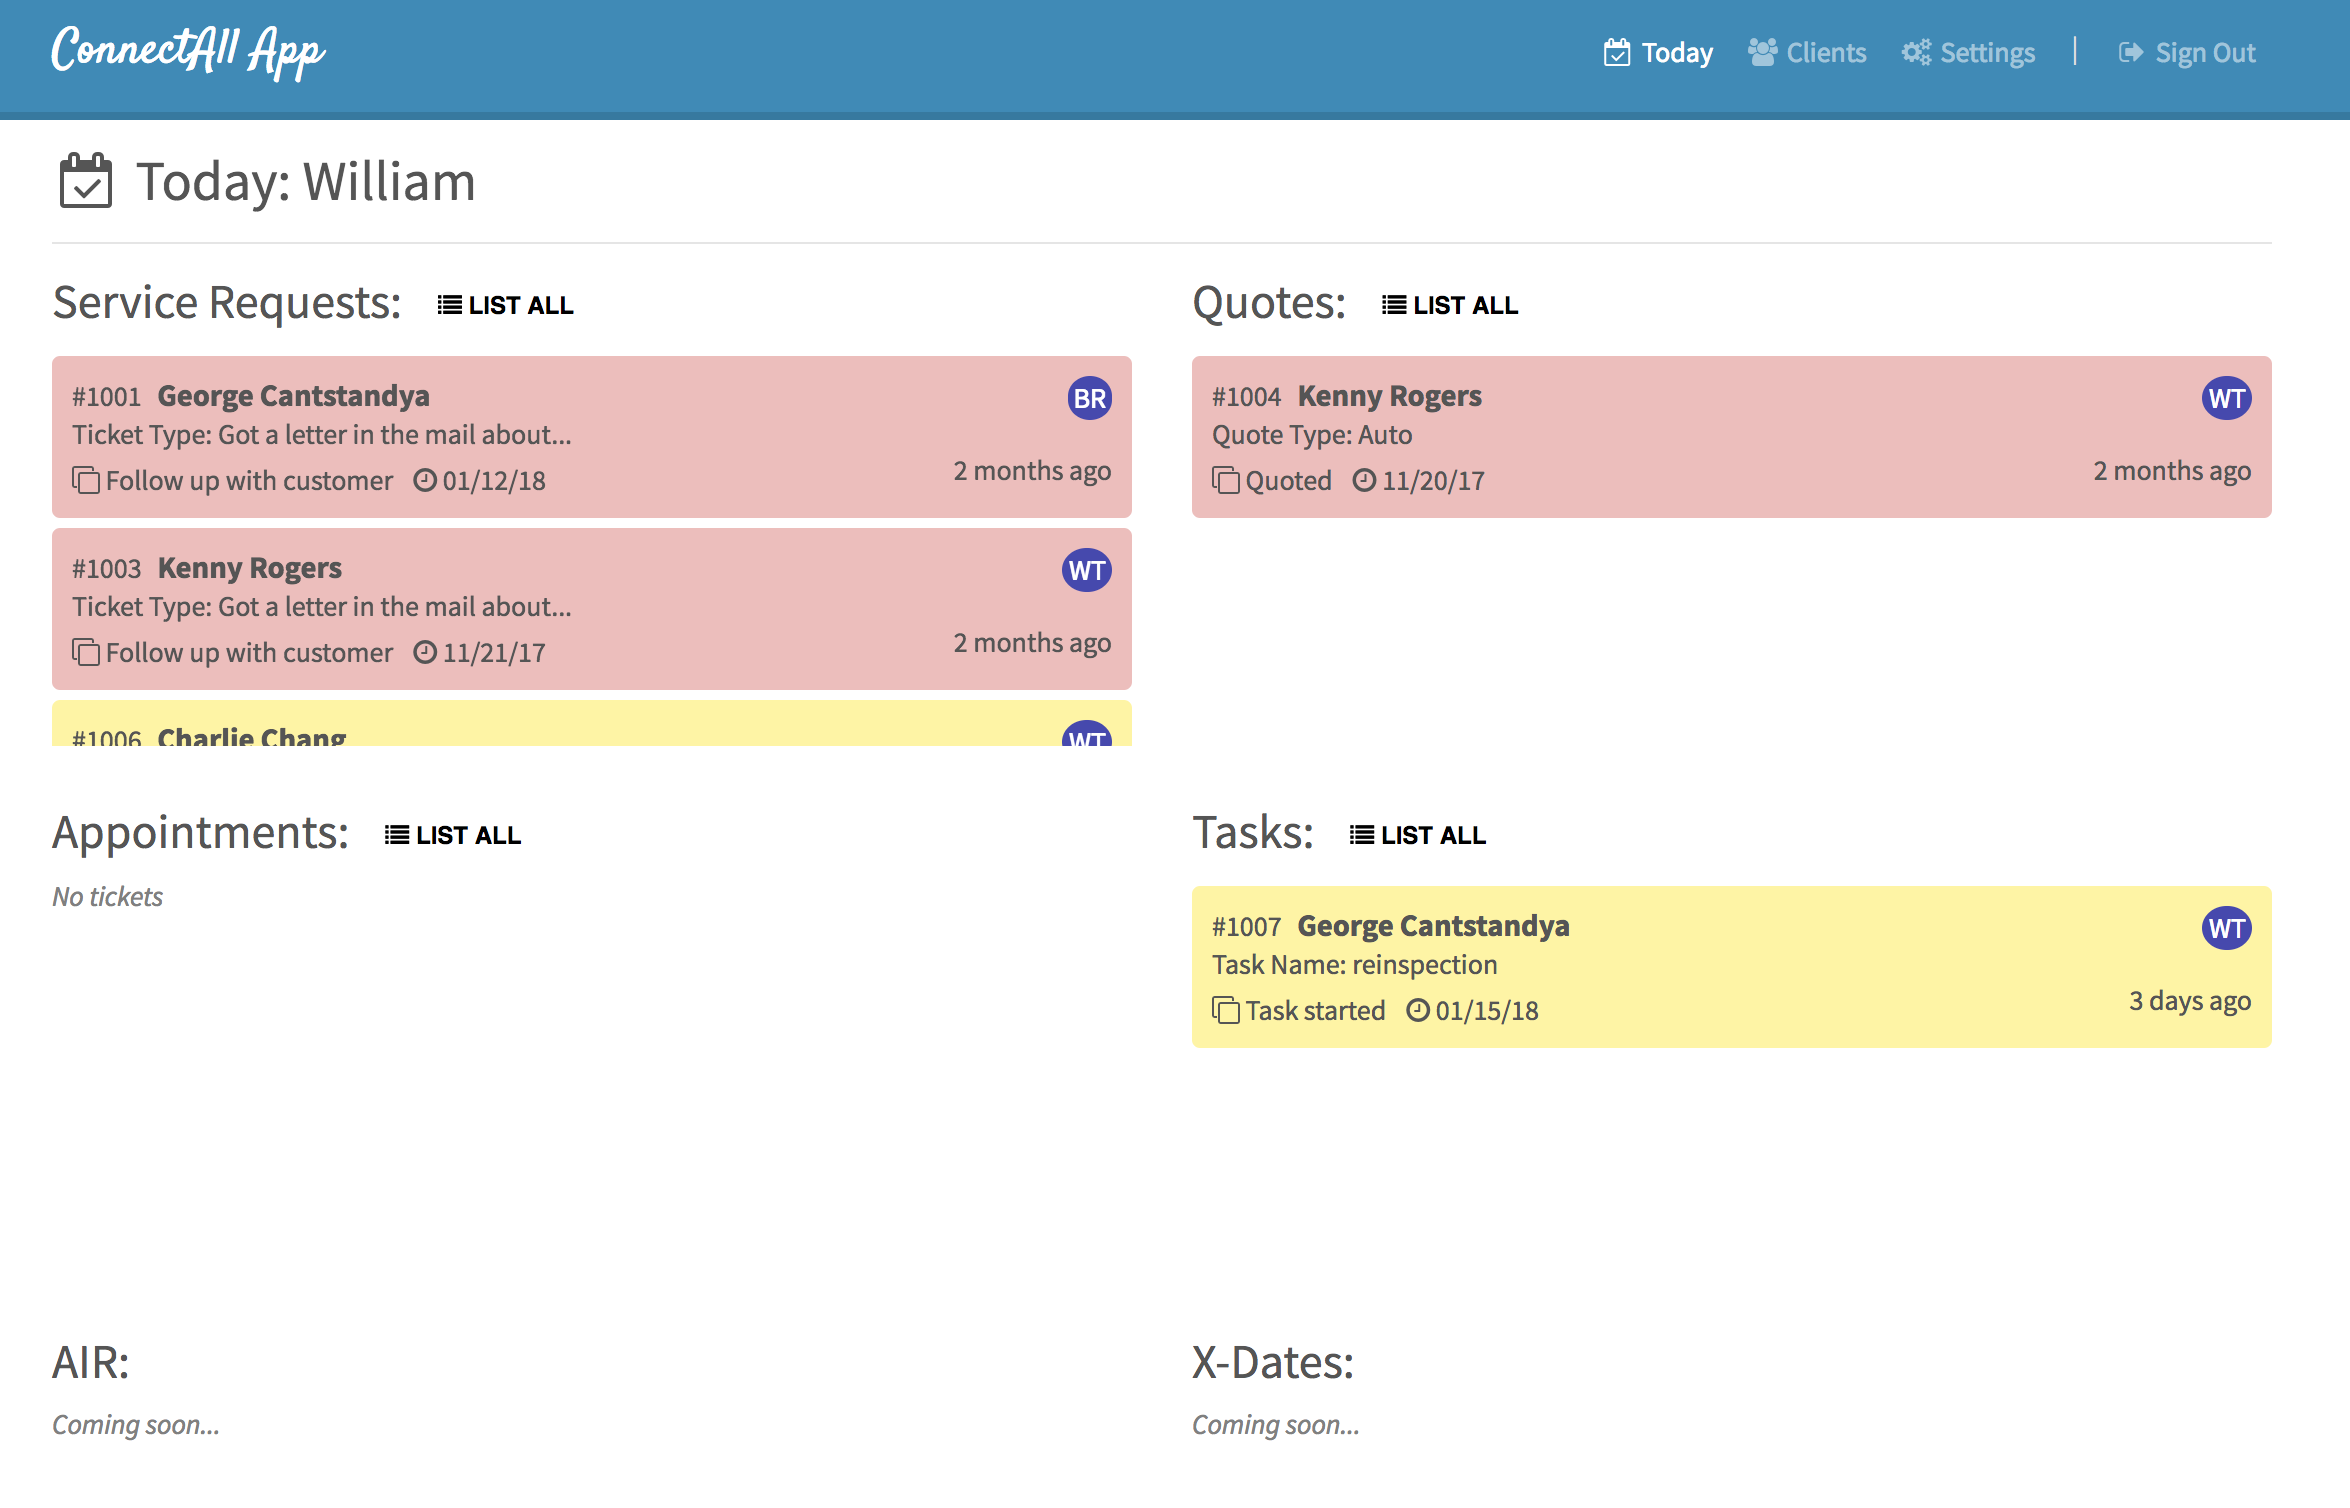 ConnectAll App
Today Clients Settings | Sign Out
Today: William
Service Requests: LIST ALL
#1001 George Cantstandya BR
Ticket Type: Got a letter in the mail about...
Follow up with customer 01/12/18 2 months ago
#1003 Kenny Rogers WT
Ticket Type: Got a letter in the mail about...
Follow up with customer 11/21/17 2 months ago
#1006 Charlie Chang WT
Quotes: LIST ALL
#1004 Kenny Rogers WT
Quote Type: Auto
Quoted 11/20/17 2 months ago
Appointments: LIST ALL
No tickets
Tasks: LIST ALL
#1007 George Cantstandya WT
Task Name: reinspection
Task started 01/15/18 3 days ago
AIR:
Coming soon...
X-Dates:
Coming soon...